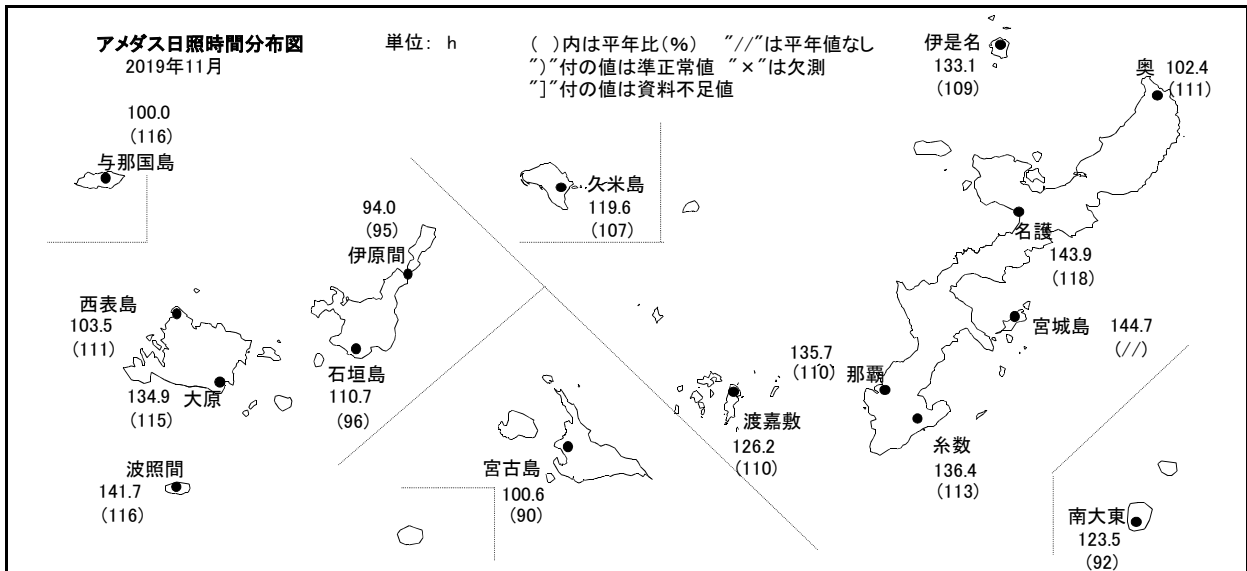 アメダス日照時間分布図
単位: h
( )内は平年比(%) "//"は平年値なし
2019年11月
")"付の値は準正常値 "×"は欠測
"]"付の値は資料不足値
伊是名
133.1
(109)
奥 102.4
(111)
100.0
(116)
与那国島
久米島
119.6
(107)
94.0
(95)
伊原間
名護
143.9
(118)
西表島
103.5
(111)
宮城島 144.7
(//)
石垣島
110.7
(96)
大原
134.9
(115)
135.7
(110)
那覇
渡嘉敷
126.2
(110)
糸数
136.4
(113)
波照間
141.7
(116)
宮古島
100.6
(90)
南大東
123.5
(92)